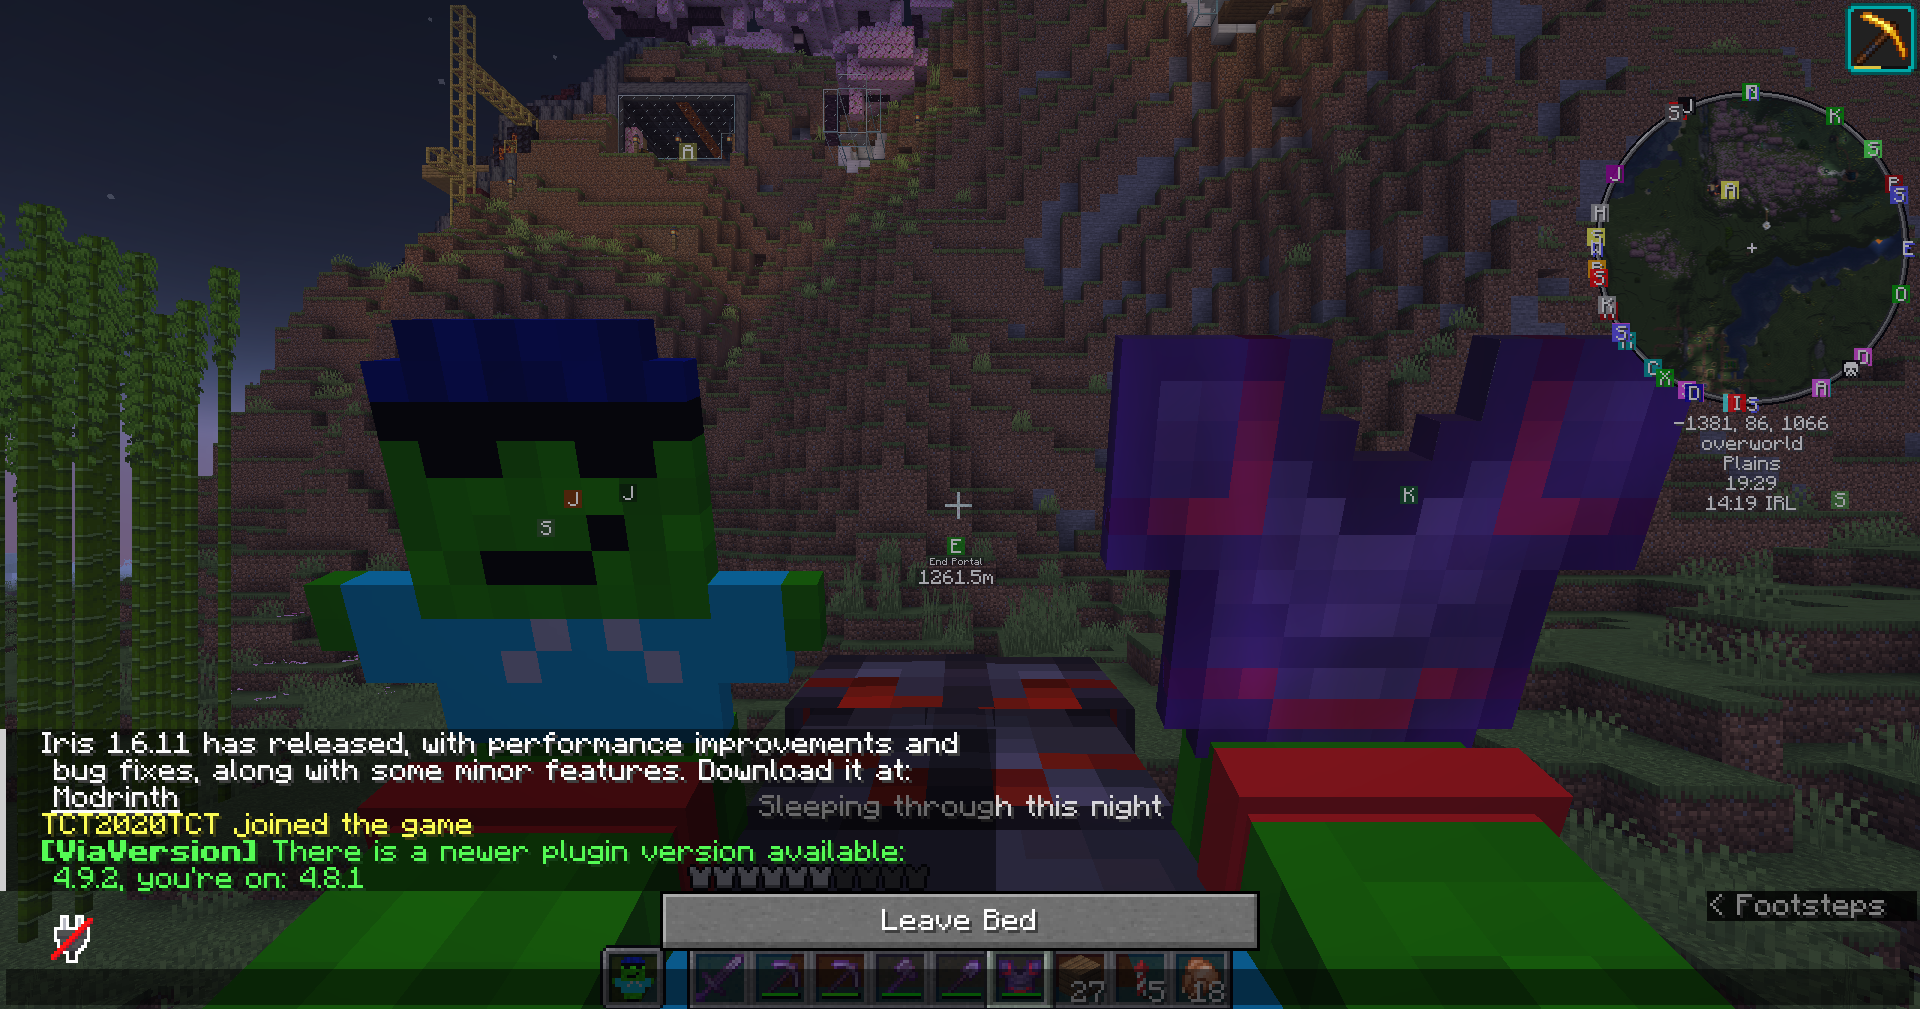 -1381, 86, 1066
overworld
Plains
19:29
14:19 IRL
End Portal
1261.5m
Iris 1.6.11 has released, with performance improvements and
bug fixes, along with some minor features. Download it at:
Modrinth
Sleeping through this night
TCT2020TCT joined the game
[ViaVersion] There is a newer plugin version available:
4.9.2, you're on: 4.8.1
< Footsteps
Leave Bed
27
5
18